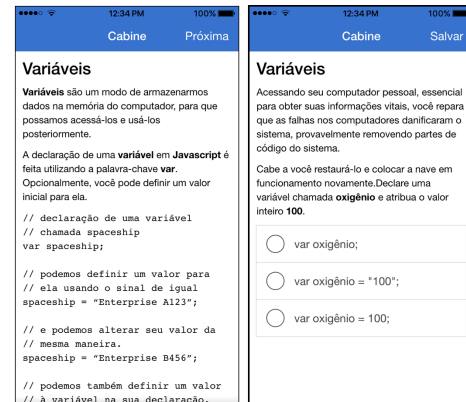 12:34 PM 100%
Cabine Próxima
Variáveis
Variáveis são um modo de armazenarmos
dados na memória do computador, para que
possamos acessá-los e usá-los
posteriormente.
A declaração de uma variável em Javascript é
feita utilizando a palavra-chave var.
Opcionalmente, você pode definir um valor
inicial para ela.
// declaração de uma variável
// chamada spaceship
var spaceship;
// podemos definir um valor para
// ela usando o sinal de igual
spaceship = “Enterprise A123”;
// e podemos alterar seu valor da
// mesma maneira.
spaceship = “Enterprise B456”;
// podemos também definir um valor
// à variável na sua declaração.
12:34 PM 100%
Cabine Salvar
Variáveis
Acessando seu computador pessoal, essencial
para obter suas informações vitais, você repara
que as falhas nos computadores danificaram o
sistema, provavelmente removendo partes de
código do sistema.
Cabe a você restaurá-lo e colocar a nave em
funcionamento novamente.Declare uma
variável chamada oxigênio e atribua o valor
inteiro 100.
var oxigênio;
var oxigênio = "100";
var oxigênio = 100;